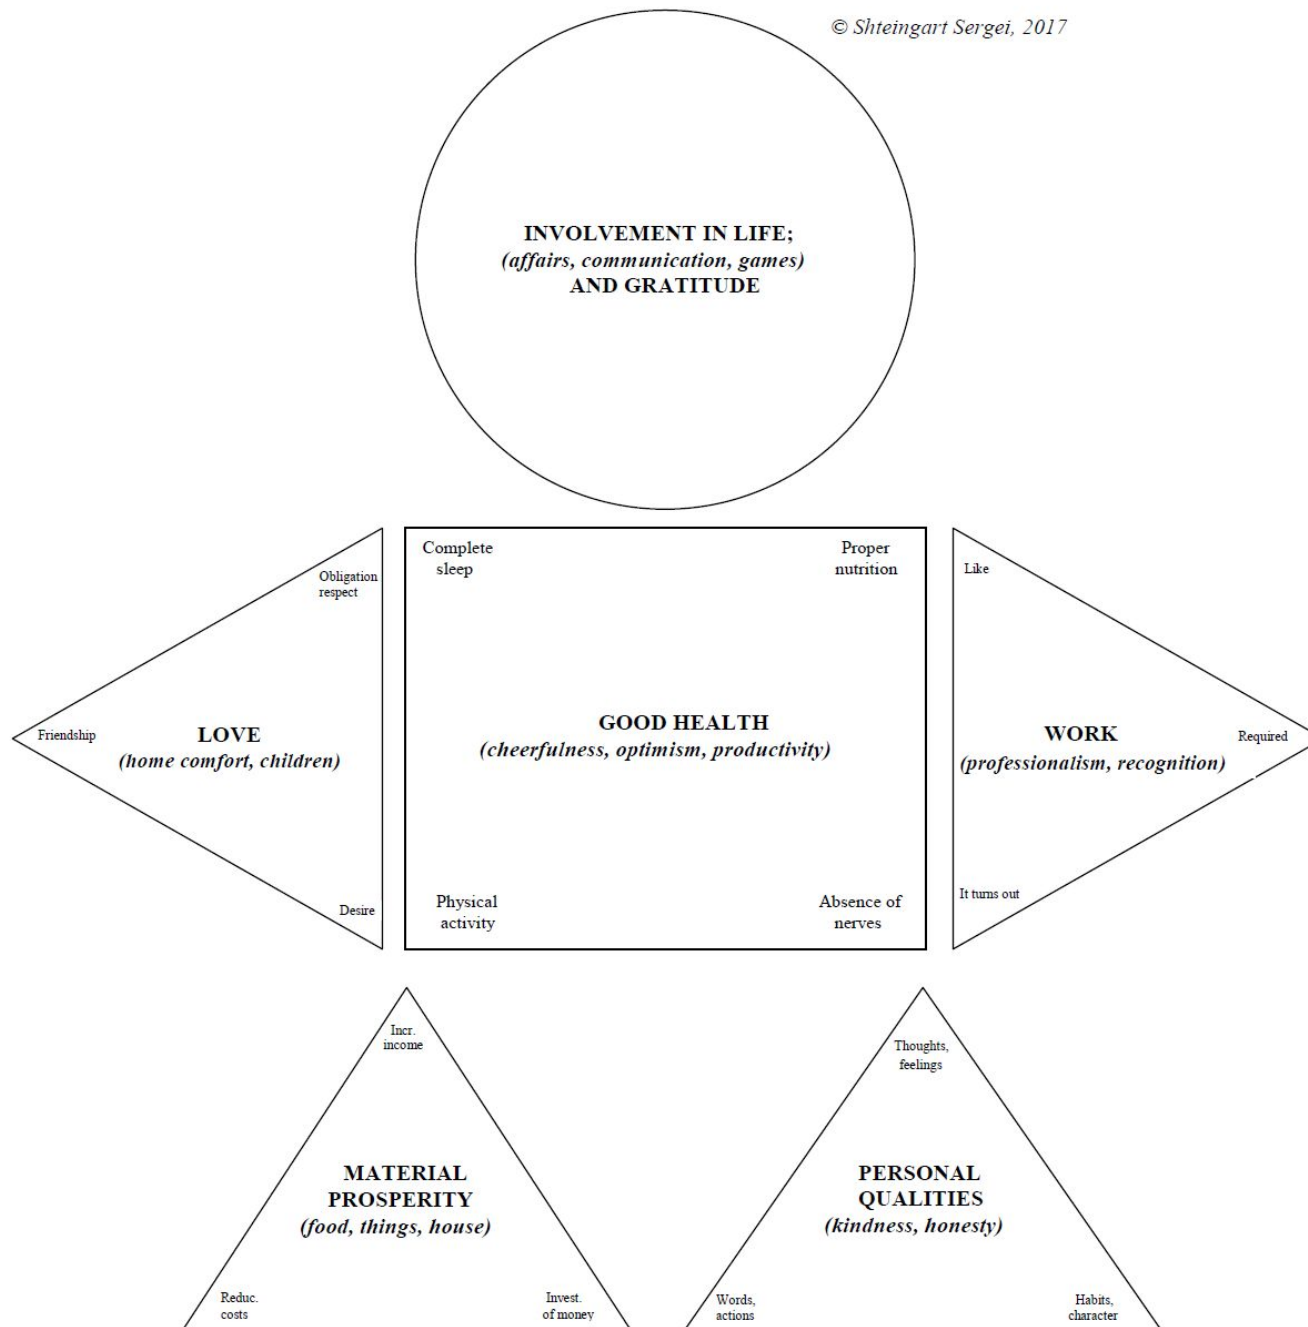 © Shteingart Sergei, 2017
INVOLVEMENT IN LIFE;
(affairs, communication, games)
AND GRATITUDE
Obligation
respect
Friendship
LOVE
(home comfort, children)
Desire
Complete
sleep
Proper
nutrition
GOOD HEALTH
(cheerfulness, optimism, productivity)
Physical
activity
Absence of
nerves
Like
WORK
(professionalism, recognition)
Required
It turns out
Incr.
income
MATERIAL
PROSPERITY
(food, things, house)
Reduc.
costs
Invest.
of money
Thoughts,
feelings
PERSONAL
QUALITIES
(kindness, honesty)
Words,
actions
Habits,
character